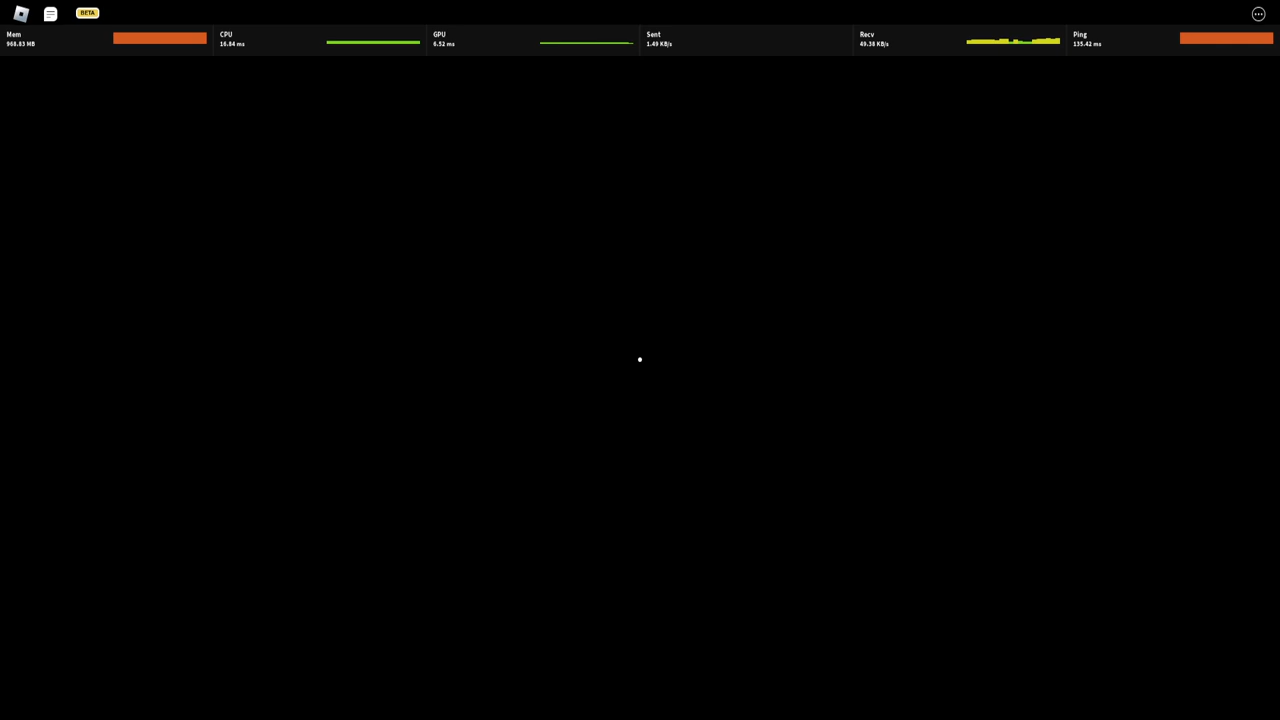 BETA
Mem
968.83 MB
CPU
16.84 ms
GPU
6.52 ms
Sent
1.49 KB/s
Recv
49.38 KB/s
Ping
135.42 ms